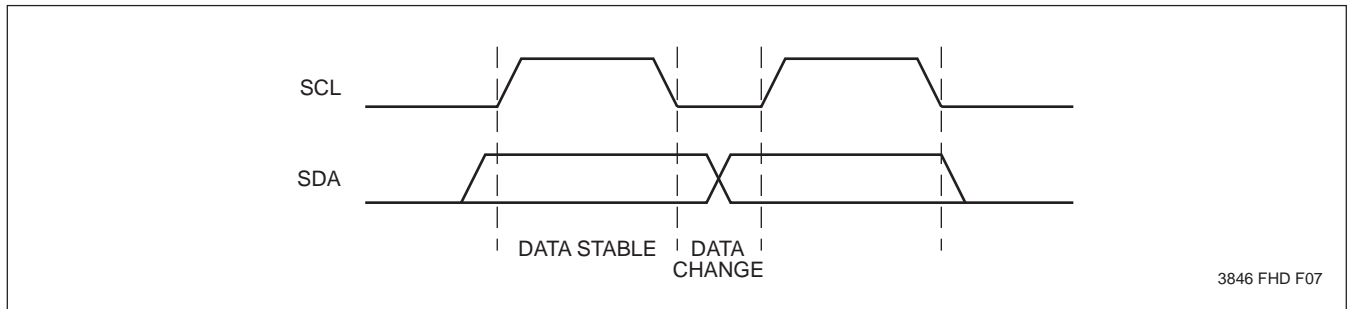 SCL
SDA
DATA STABLE
DATA
CHANGE
3846 FHD F07